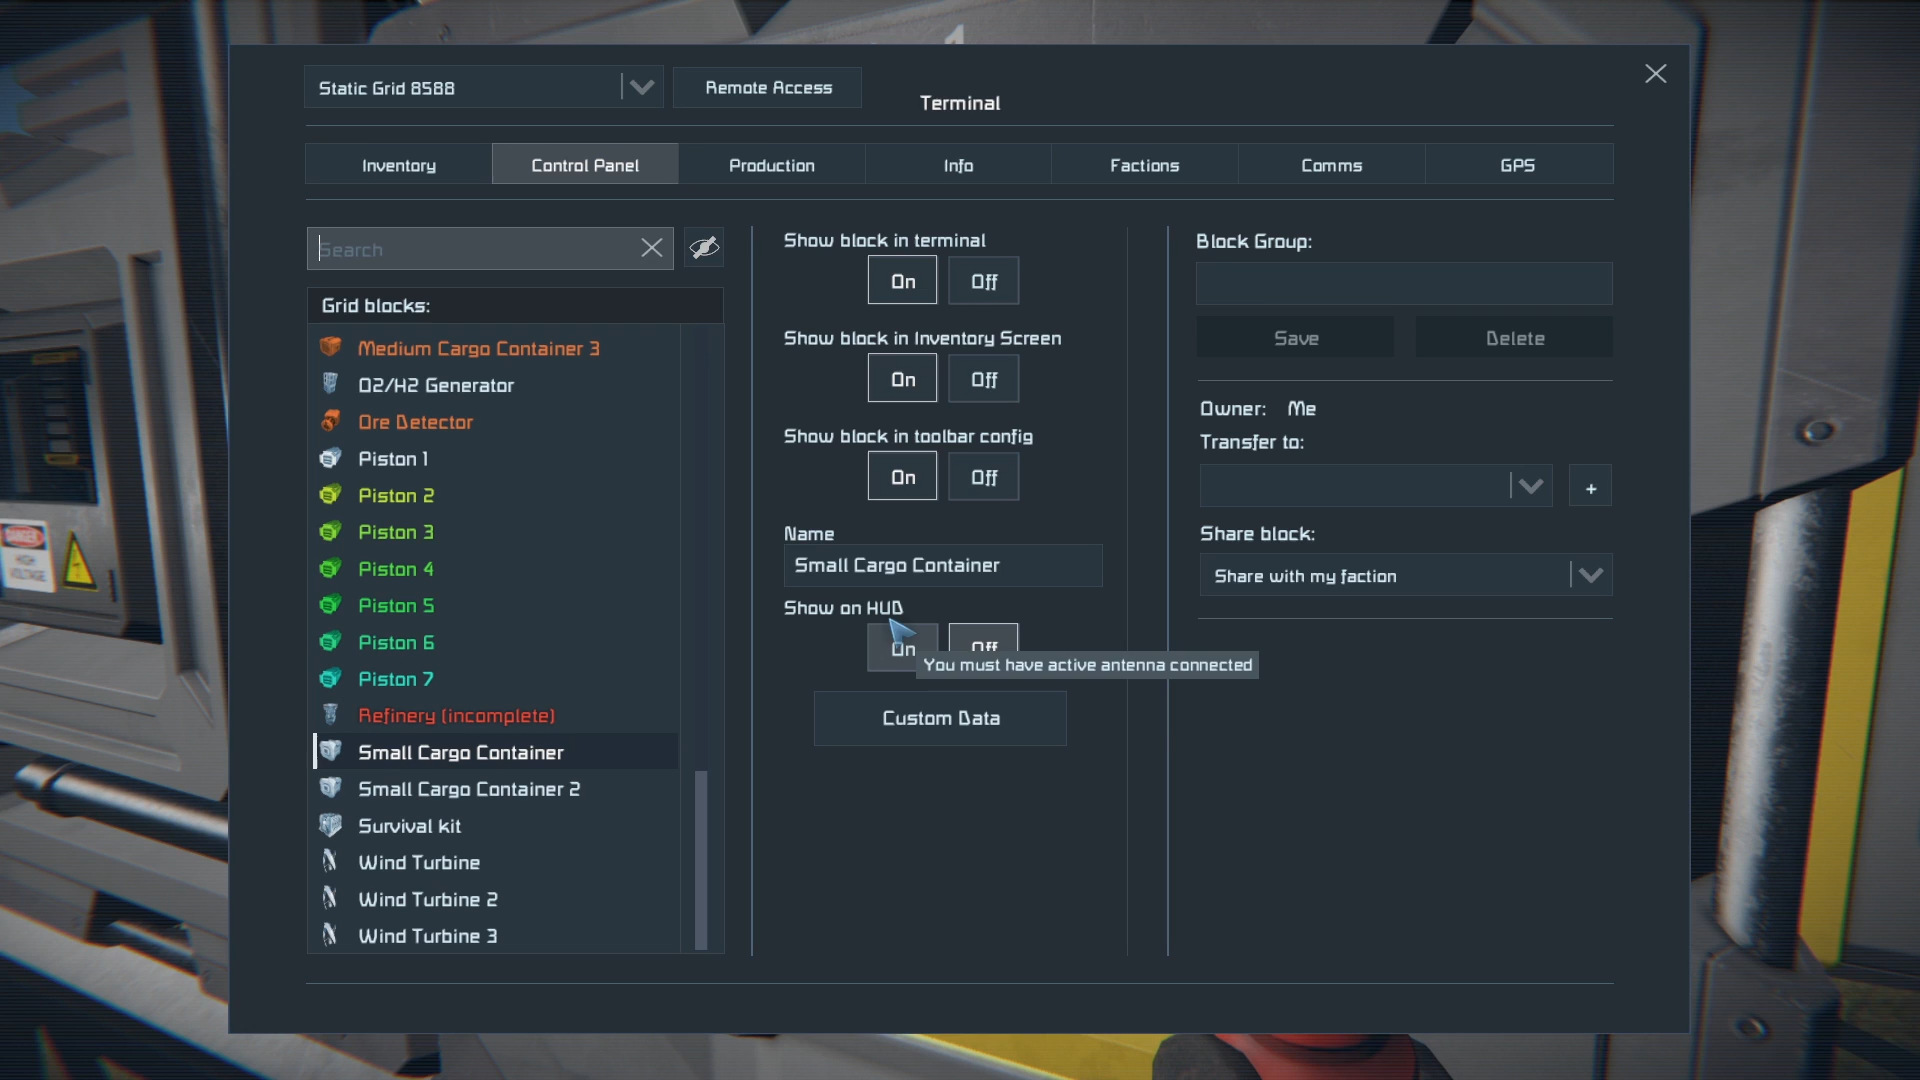 1
Static Grid 8588
Remote Access
Terminal
Inventory
Control Panel
Production
Info
Factions
Comms
GPS
Search
Grid blocks:
Medium Cargo Container 3
O2/H2 Generator
Ore Detector
Piston 1
Piston 2
Piston 3
Piston 4
Piston 5
Piston 6
Piston 7
Refinery (incomplete)
Small Cargo Container
Small Cargo Container 2
Survival kit
Wind Turbine
Wind Turbine 2
Wind Turbine 3
Show block in terminal
On Off
Show block in Inventory Screen
On Off
Show block in toolbar config
On Off
Name
Small Cargo Container
Show on HUD
On Off
You must have active antenna connected
Custom Data
Block Group:
Save Delete
Owner: Me
Transfer to:
+
Share block:
Share with my faction
DANGER
HIGH
VOLTAGE